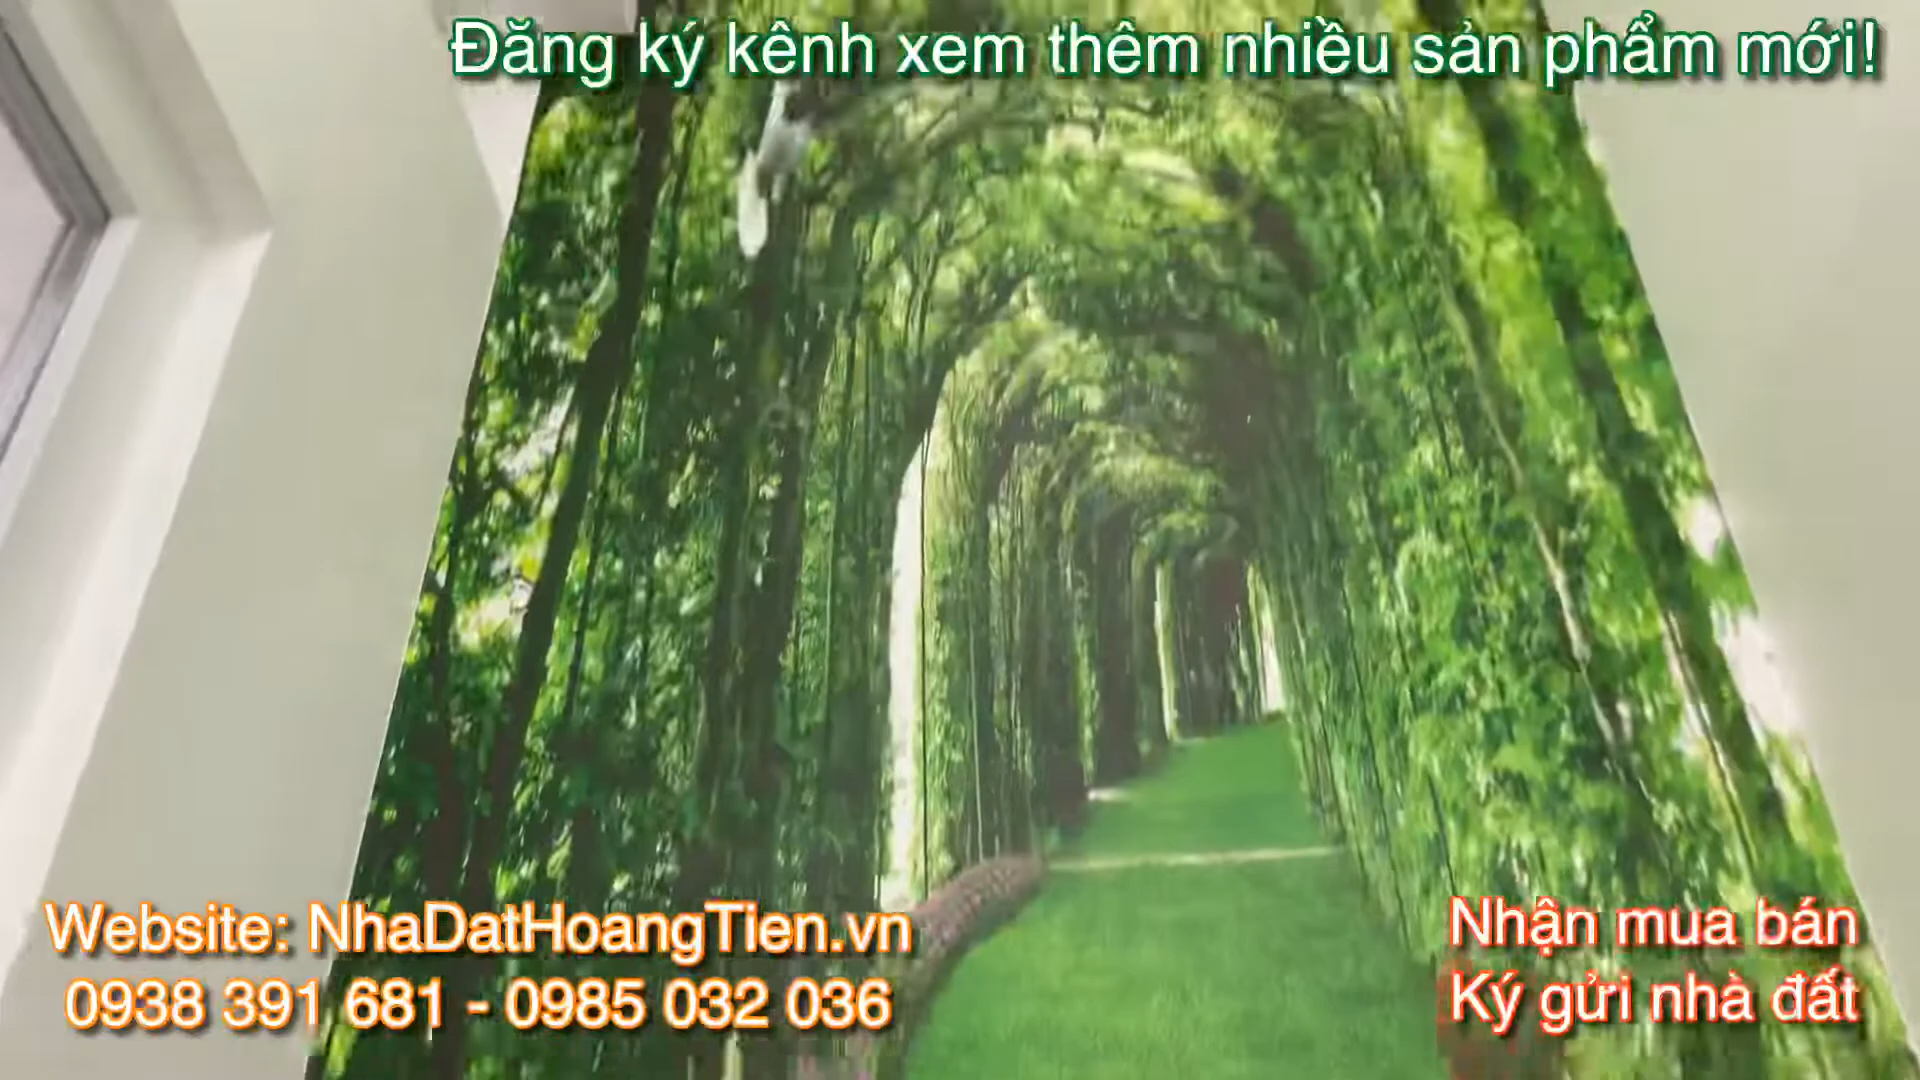 Đăng ký kênh xem thêm nhiều sản phẩm mới!
Website: NhaDatHoangTien.vn
0938 391 681 - 0985 032 036
Nhận mua bán
Ký gửi nhà đất